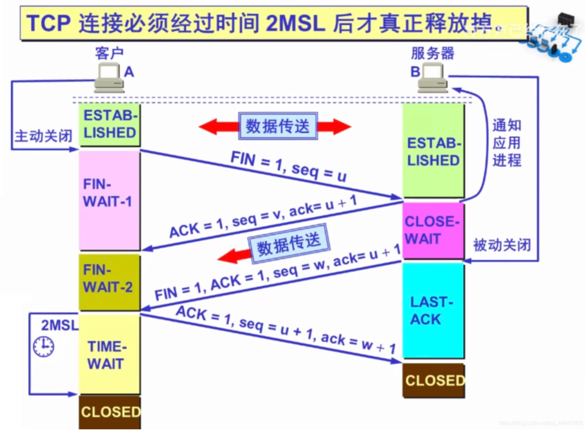 TCP 连接必须经过时间 2MSL 后才真正释放掉。
客户
A
服务器
B
主动关闭
ESTAB-
LISHED
数据传送
ESTAB-
LISHED
通知
应用
进程
FIN = 1, seq = u
FIN-
WAIT-1
ACK = 1, seq = v, ack= u + 1
CLOSE-
WAIT
数据传送
被动关闭
FIN-
WAIT-2
FIN = 1, ACK = 1, seq = w, ack= u + 1
LAST-
ACK
ACK = 1, seq = u + 1, ack = w + 1
2MSL
TIME-
WAIT
CLOSED
CLOSED